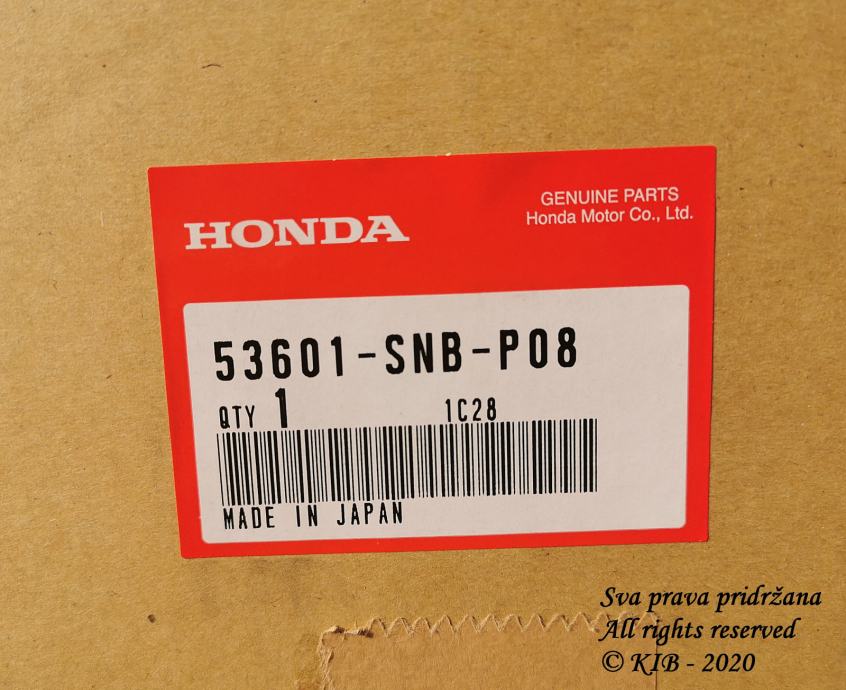 HONDA
GENUINE PARTS
Honda Motor Co., Ltd.
53601-SNB-P08
QTY 1 1C28
MADE IN JAPAN
Sva prava pridržana
All rights reserved
© KIB - 2020